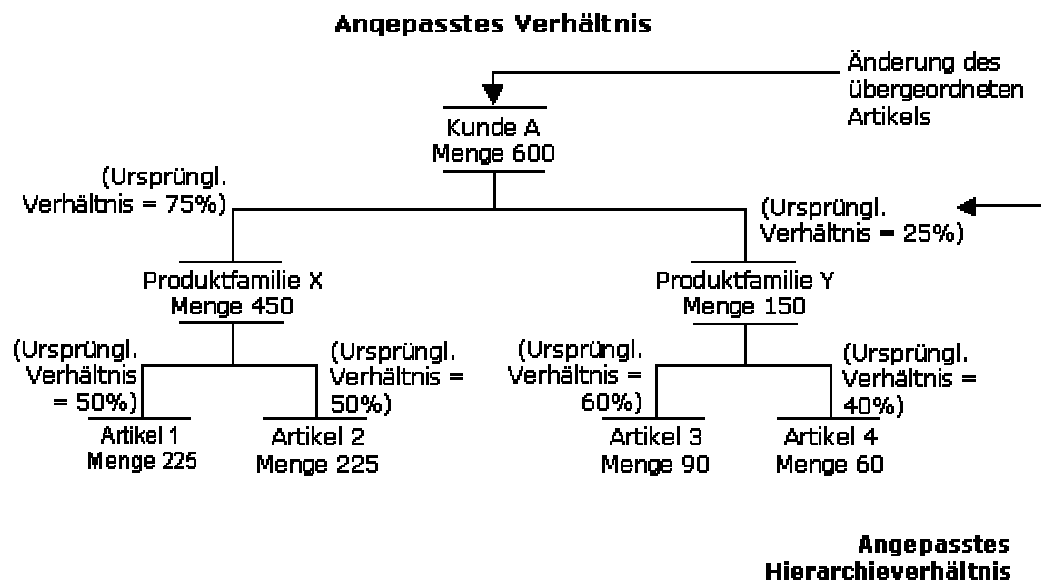 Angepasstes Verhältnis
Änderung des
übergeordneten
Artikels
Kunde A
Menge 600
(Ursprüngl.
Verhältnis = 75%)
(Ursprüngl.
Verhältnis = 25%)
Produktfamilie X
Menge 450
Produktfamilie Y
Menge 150
(Ursprüngl.
Verhältnis
= 50%)
(Ursprüngl.
Verhältnis =
50%)
(Ursprüngl.
Verhältnis =
60%)
(Ursprüngl.
Verhältnis =
40%)
Artikel 1
Menge 225
Artikel 2
Menge 225
Artikel 3
Menge 90
Artikel 4
Menge 60
Angepasstes
Hierarchieverhältnis